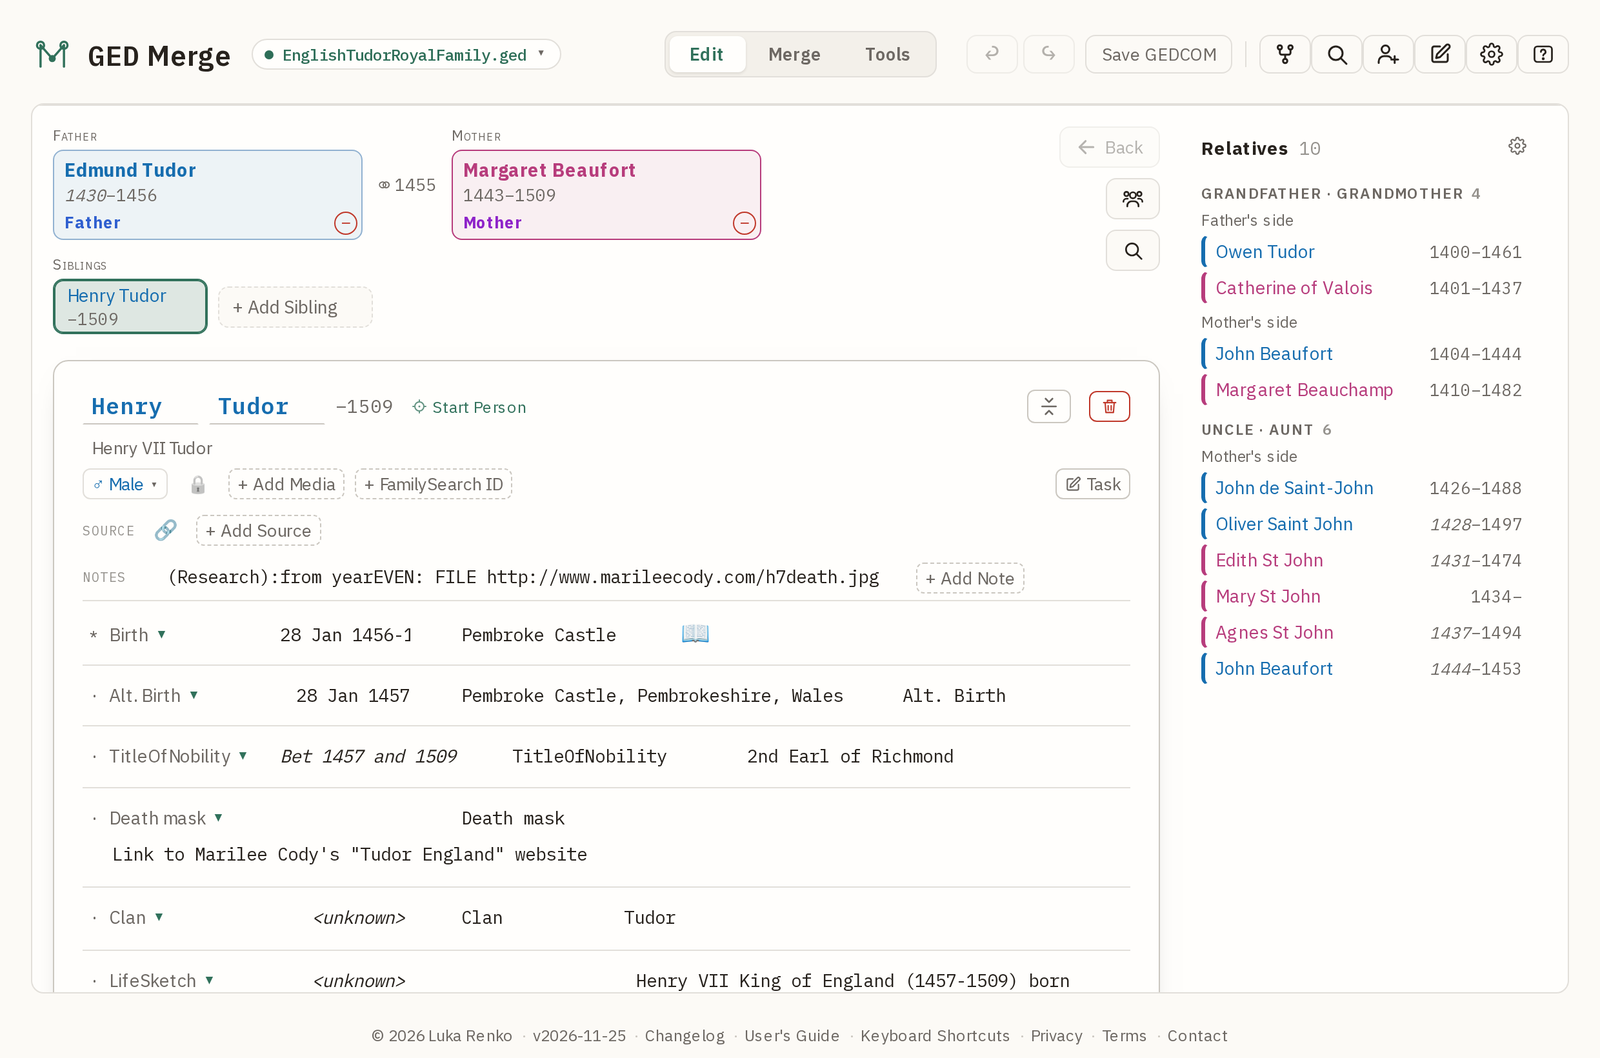 GED Merge
EnglishTudorRoyalFamily.ged
Edit Merge Tools
Save GEDCOM
Father
Edmund Tudor
1430–1456
Father
1455
Mother
Margaret Beaufort
1443–1509
Mother
Back
Siblings
Henry Tudor
–1509
+ Add Sibling
Henry Tudor –1509 Start Person
Henry VII Tudor
♂ Male
+ Add Media
+ FamilySearch ID
Task
SOURCE
+ Add Source
NOTES (Research):from yearEVEN: FILE http://www.marileecody.com/h7death.jpg + Add Note
* Birth ▼ 28 Jan 1456-1 Pembroke Castle
· Alt. Birth ▼ 28 Jan 1457 Pembroke Castle, Pembrokeshire, Wales Alt. Birth
· TitleOfNobility ▼ Bet 1457 and 1509 TitleOfNobility 2nd Earl of Richmond
· Death mask ▼ Death mask
Link to Marilee Cody's "Tudor England" website
· Clan ▼ <unknown> Clan Tudor
· LifeSketch ▼ <unknown> Henry VII King of England (1457-1509) born
Relatives 10
GRANDFATHER · GRANDMOTHER 4
Father's side
Owen Tudor 1400–1461
Catherine of Valois 1401–1437
Mother's side
John Beaufort 1404–1444
Margaret Beauchamp 1410–1482
UNCLE · AUNT 6
Mother's side
John de Saint-John 1426–1488
Oliver Saint John 1428–1497
Edith St John 1431–1474
Mary St John 1434–
Agnes St John 1437–1494
John Beaufort 1444–1453
© 2026 Luka Renko · v2026-11-25 · Changelog · User's Guide · Keyboard Shortcuts · Privacy · Terms · Contact